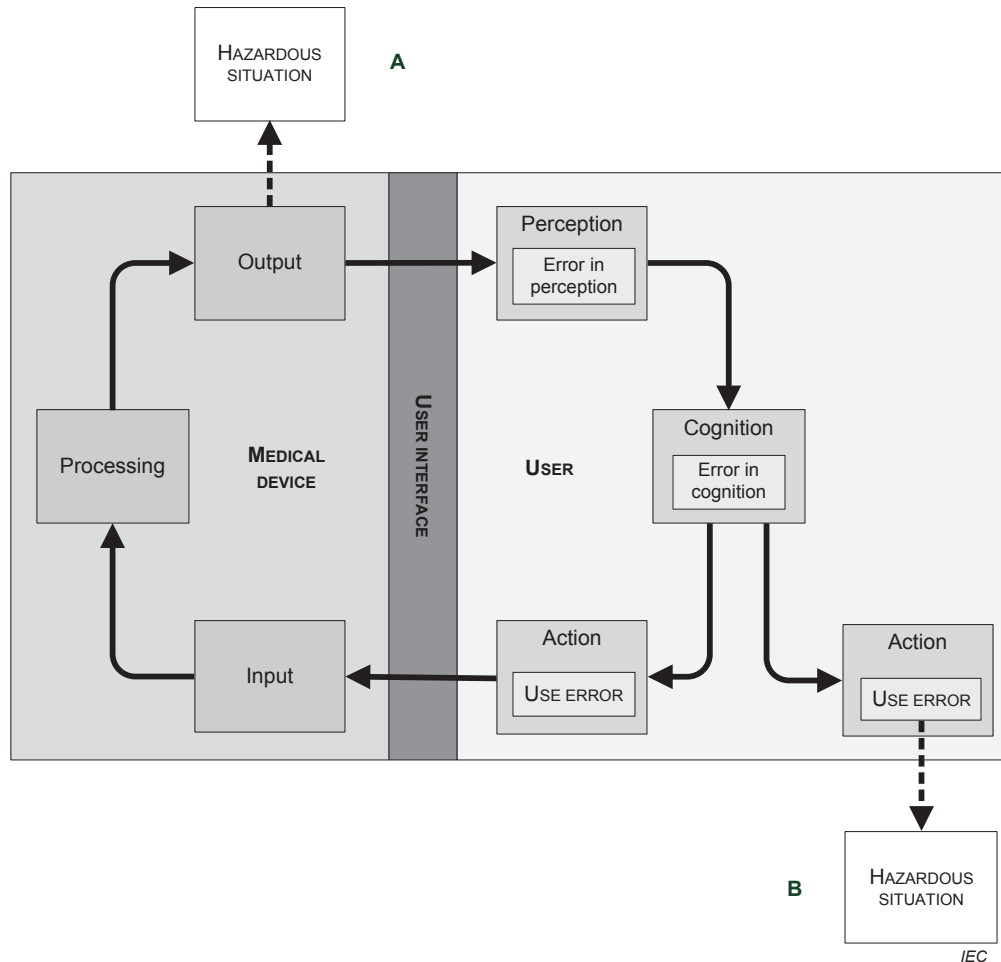 HAZARDOUS
SITUATION
A
Output
Perception
Error in
perception
Processing
MEDICAL
DEVICE
USER INTERFACE
USER
Cognition
Error in
cognition
Input
Action
USE ERROR
Action
USE ERROR
B
HAZARDOUS
SITUATION
IEC